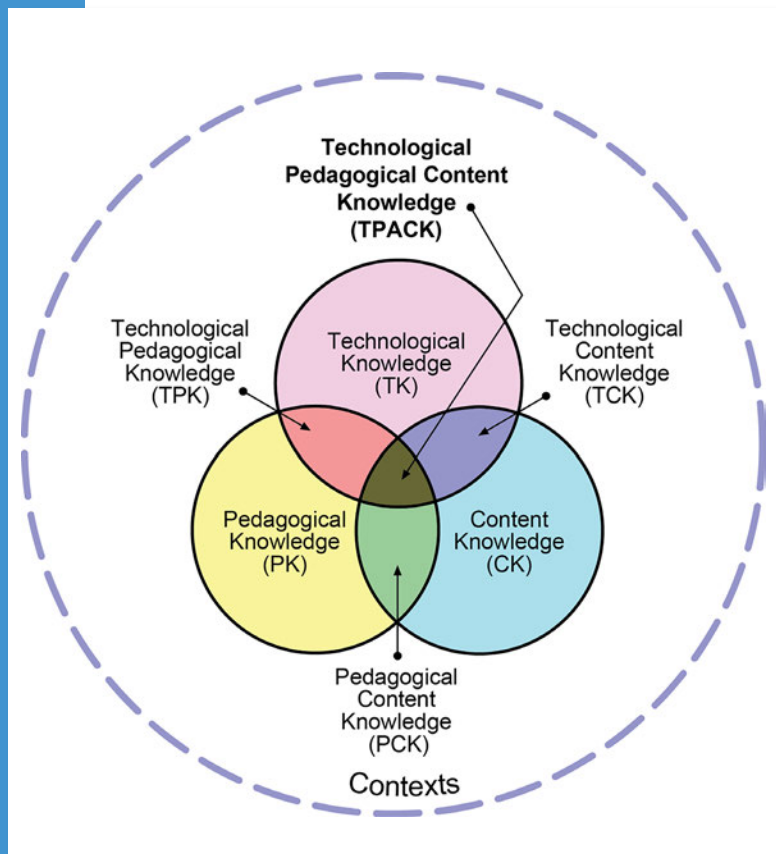 Technological
Pedagogical Content
Knowledge
(TPACK)
Technological
Pedagogical
Knowledge
(TPK)
Technological
Knowledge
(TK)
Technological
Content
Knowledge
(TCK)
Pedagogical
Knowledge
(PK)
Content
Knowledge
(CK)
Pedagogical
Content
Knowledge
(PCK)
Contexts